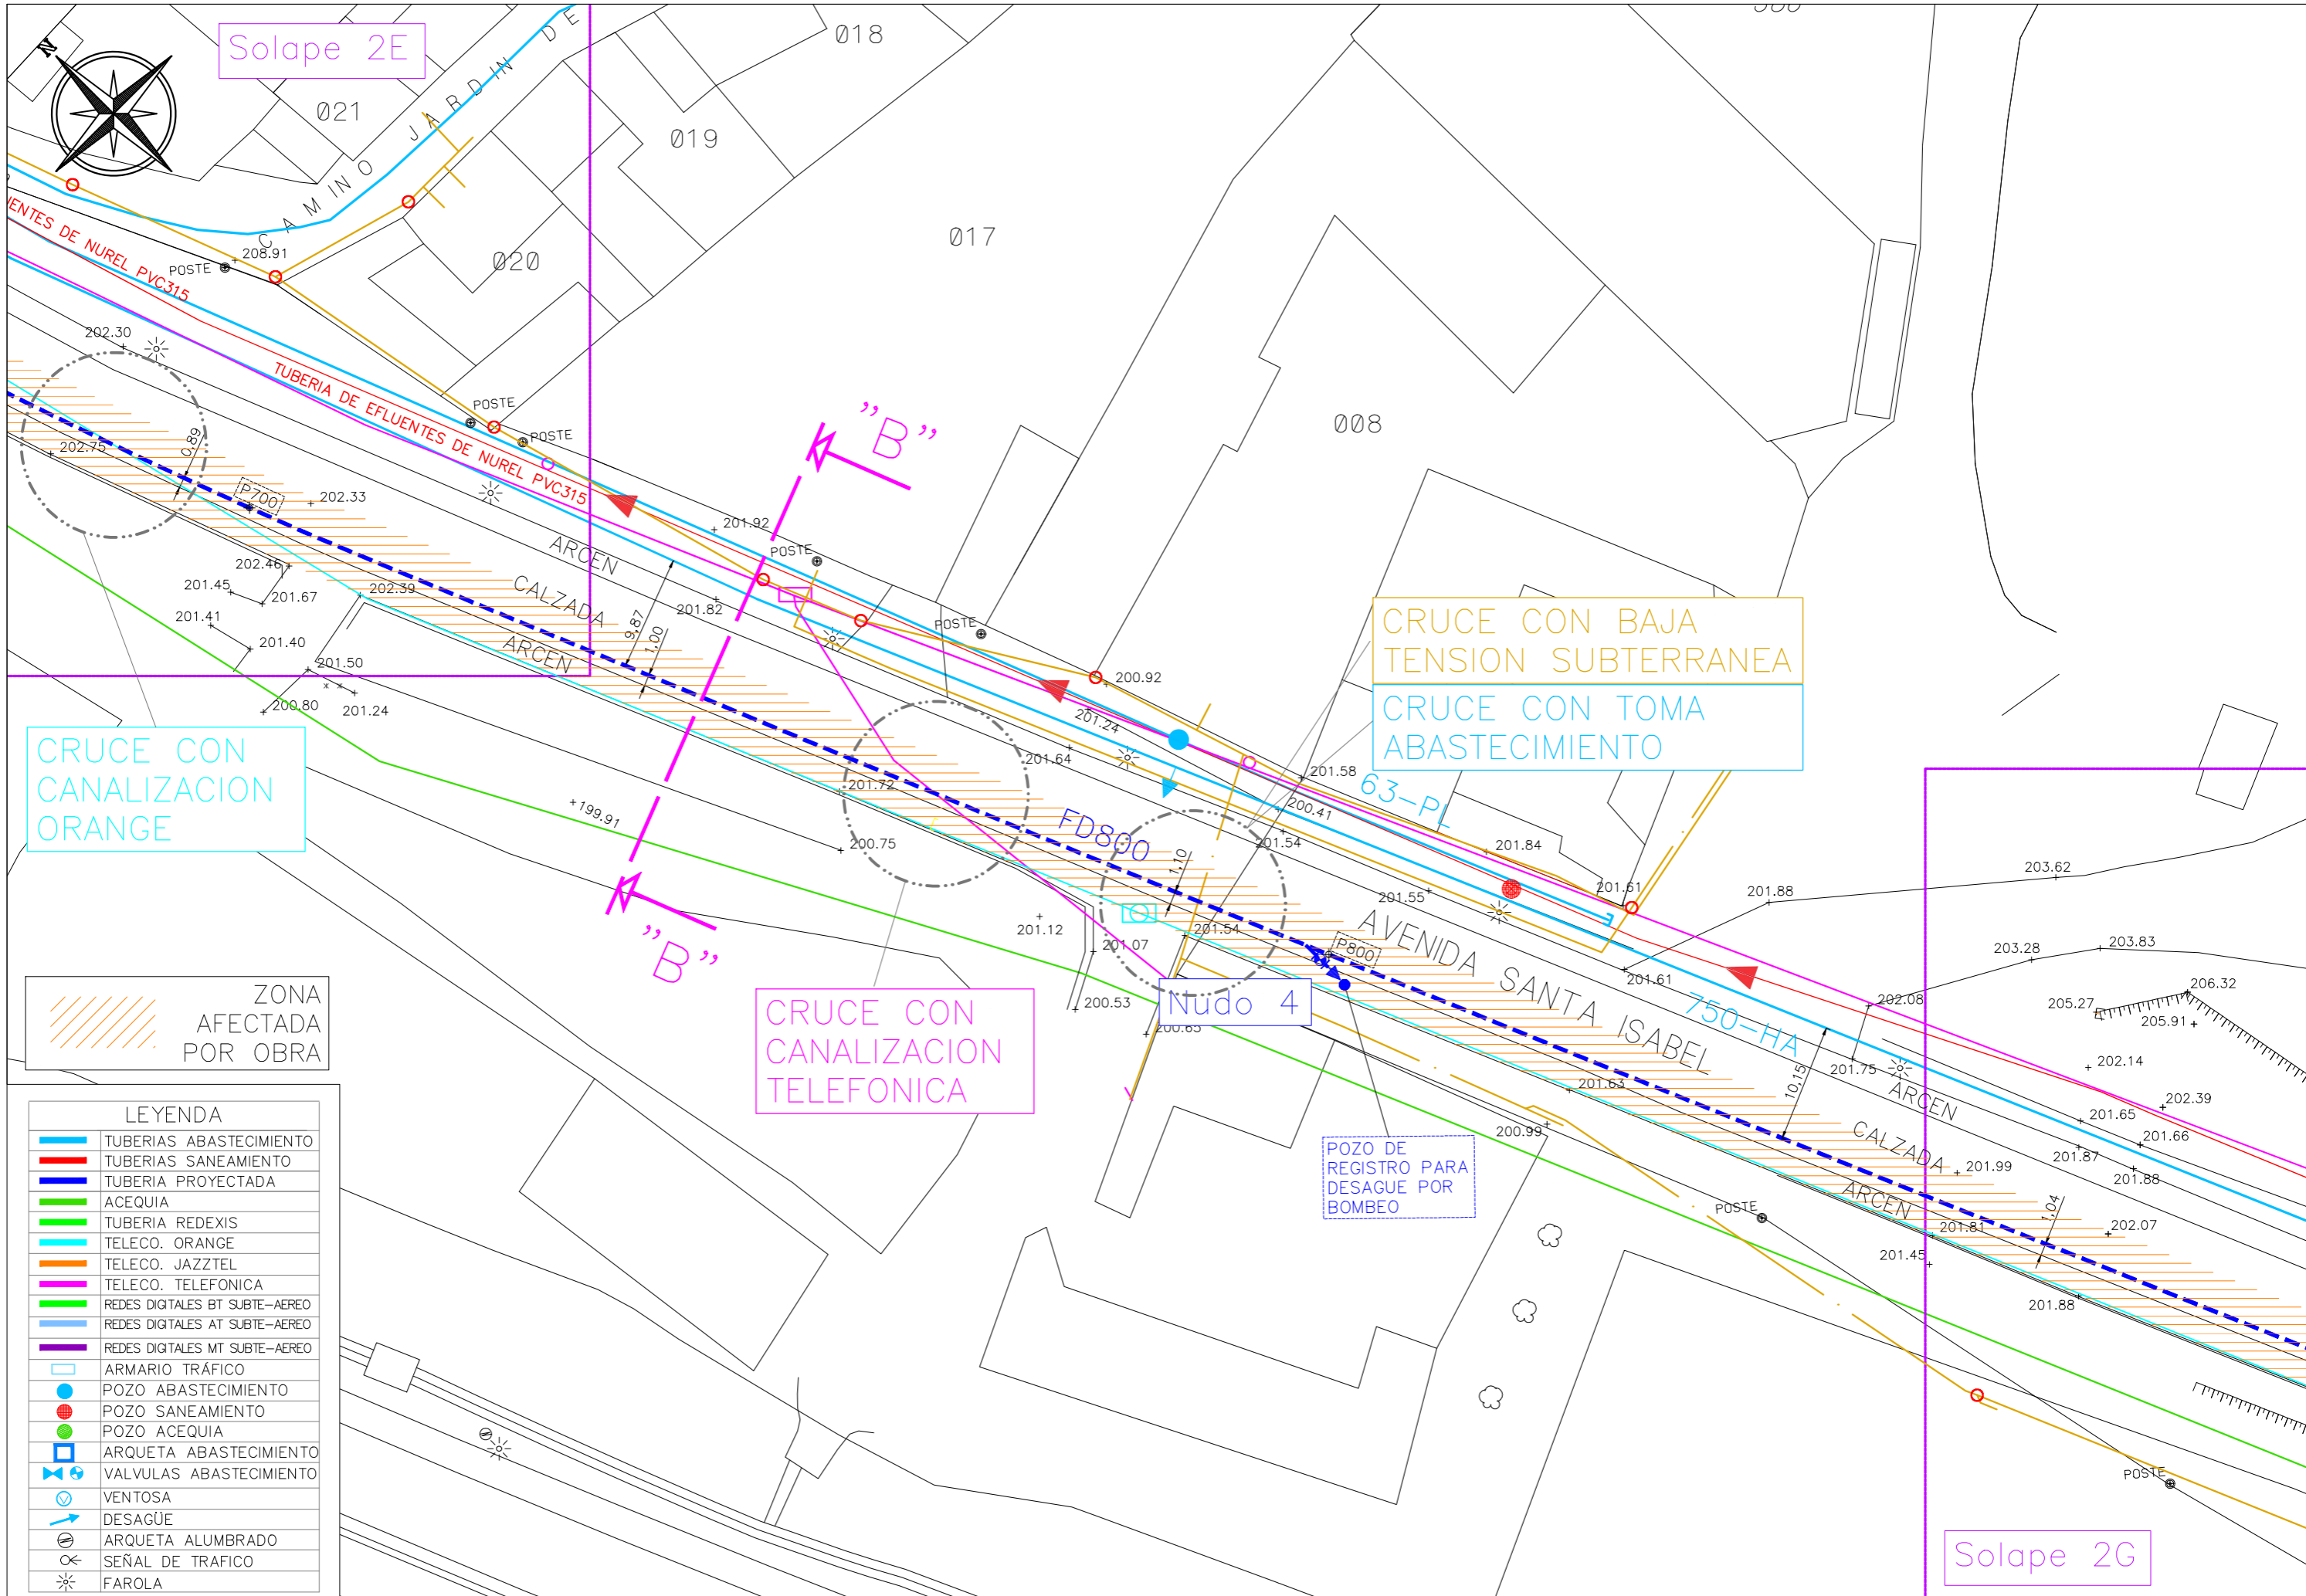 N
Solape 2E
018
021
CAMINO JARDIN DE
019
017
020
008
POSTE
208.91
TUBERIA DE EFLUENTES DE NUREL PVC315
202.30
POSTE
POSTE
202.75
0.89
P700
202.33
"B"
201.92
ARCEN
POSTE
CALZADA
202.46
201.45
201.67
202.39
201.82
9,87
1,00
ARCEN
POSTE
201.41
201.40
201.50
200.80
201.24
200.92
CRUCE CON BAJA
TENSION SUBTERRANEA
CRUCE CON TOMA
ABASTECIMIENTO
CRUCE CON
CANALIZACION
ORANGE
201.24
201.64
201.58
63-PL
201.72
199.91
200.41
201.54
FD800
200.75
201.84
1,10
201.61
201.55
201.88
203.62
201.12
201.07
201.54
P800
AVENIDA SANTA ISABEL
"B"
201.61
203.28
203.83
200.53
Nudo 4
200.65
CRUCE CON
CANALIZACION
TELEFONICA
750-HA
202.08
205.27
206.32
205.91
ZONA
AFECTADA
POR OBRA
201.63
10,15
201.75
202.14
ARCEN
202.39
201.65
201.66
200.99
CALZADA
201.87
201.88
201.99
POZO DE
REGISTRO PARA
DESAGUE POR
BOMBEO
ARCEN
POSTE
1,04
201.81
202.07
201.45
201.88
POSTE
Solape 2G
LEYENDA
TUBERIAS ABASTECIMIENTO
TUBERIAS SANEAMIENTO
TUBERIA PROYECTADA
ACEQUIA
TUBERIA REDEXIS
TELECO. ORANGE
TELECO. JAZZTEL
TELECO. TELEFONICA
REDES DIGITALES BT SUBTE-AEREO
REDES DIGITALES AT SUBTE-AEREO
REDES DIGITALES MT SUBTE-AEREO
ARMARIO TRÁFICO
POZO ABASTECIMIENTO
POZO SANEAMIENTO
POZO ACEQUIA
ARQUETA ABASTECIMIENTO
VALVULAS ABASTECIMIENTO
VENTOSA
DESAGÜE
ARQUETA ALUMBRADO
SEÑAL DE TRAFICO
FAROLA